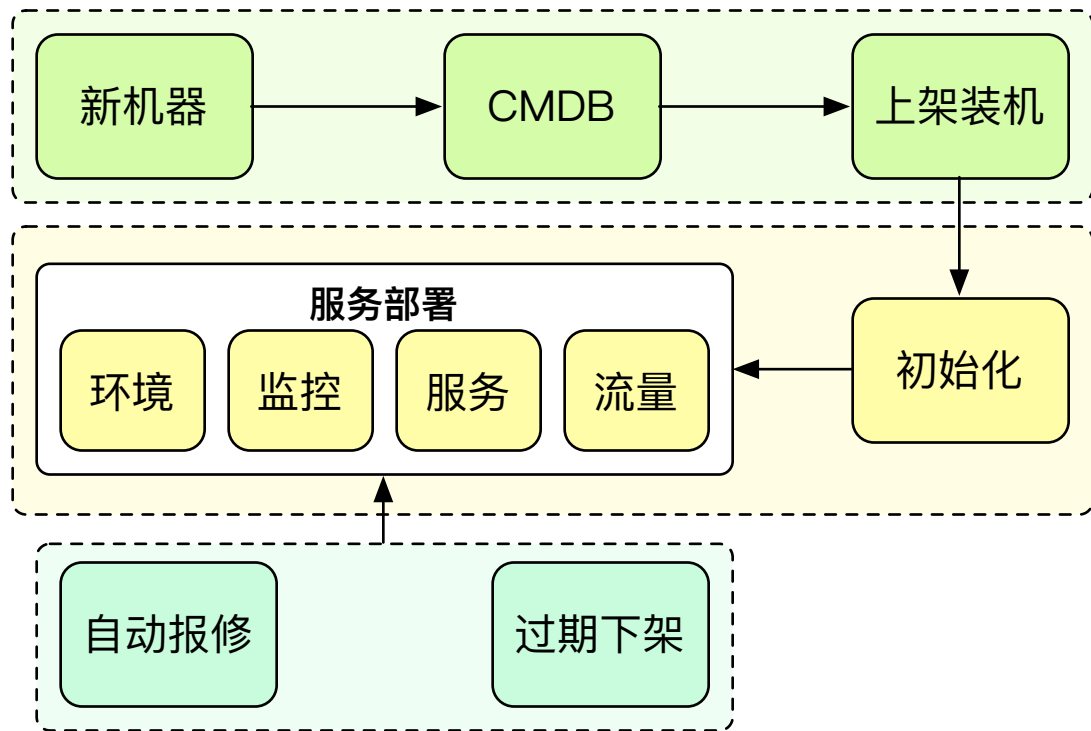 新机器
CMDB
上架装机
服务部署
环境
监控
服务
流量
初始化
自动报修
过期下架